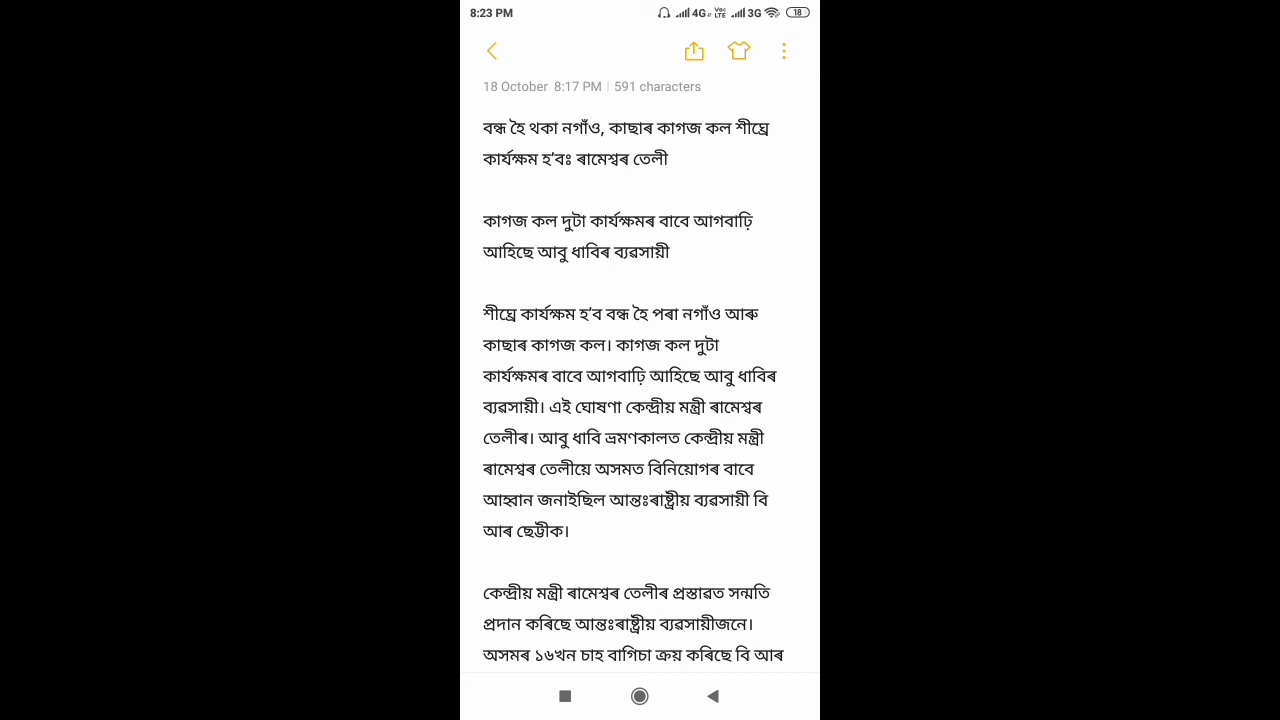 8:23 PM 4G Vo LTE 3G 18
18 October 8:17 PM | 591 characters
বন্ধ হৈ থকা নগাঁও, কাছাৰ কাগজ কল শীঘ্ৰে
কাৰ্যক্ষম হ’বঃ ৰামেশ্বৰ তেলী
কাগজ কল দুটা কাৰ্যক্ষমৰ বাবে আগবাঢ়ি
আহিছে আবু ধাবিৰ ব্যৱসায়ী
শীঘ্ৰে কাৰ্যক্ষম হ’ব বন্ধ হৈ পৰা নগাঁও আৰু
কাছাৰ কাগজ কল। কাগজ কল দুটা
কাৰ্যক্ষমৰ বাবে আগবাঢ়ি আহিছে আবু ধাবিৰ
ব্যৱসায়ী। এই ঘোষণা কেন্দ্ৰীয় মন্ত্ৰী ৰামেশ্বৰ
তেলীৰ। আবু ধাবি ভ্ৰমণকালত কেন্দ্ৰীয় মন্ত্ৰী
ৰামেশ্বৰ তেলীয়ে অসমত বিনিয়োগৰ বাবে
আহ্বান জনাইছিল আন্তঃৰাষ্ট্ৰীয় ব্যৱসায়ী বি
আৰ ছেট্টীক।
কেন্দ্ৰীয় মন্ত্ৰী ৰামেশ্বৰ তেলীৰ প্ৰস্তাৱত সন্মতি
প্ৰদান কৰিছে আন্তঃৰাষ্ট্ৰীয় ব্যৱসায়ীজনে।
অসমৰ ১৬খন চাহ বাগিচা ক্ৰয় কৰিছে বি আৰ